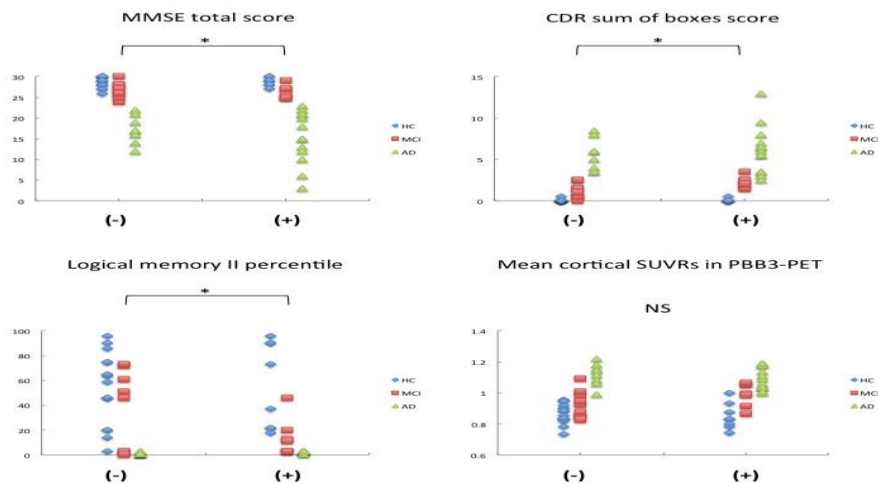 MMSE total score
*
30
25
20
15
10
5
0
(-)
(+)
HC
MCI
AD
CDR sum of boxes score
*
15
10
5
0
(-)
(+)
HC
MCI
AD
Logical memory II percentile
*
100
80
60
40
20
0
(-)
(+)
HC
MCI
AD
Mean cortical SUVRs in PBB3-PET
NS
1.4
1.2
1
0.8
0.6
(-)
(+)
HC
MCI
AD